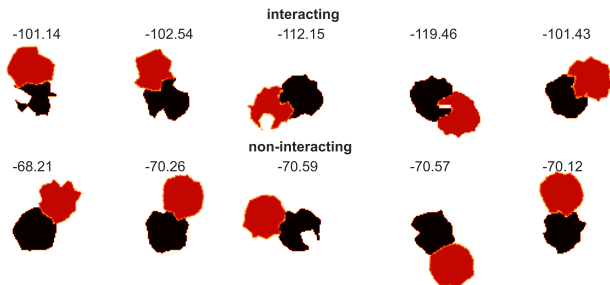 interacting
-101.14 -102.54 -112.15 -119.46 -101.43
non-interacting
-68.21 -70.26 -70.59 -70.57 -70.12